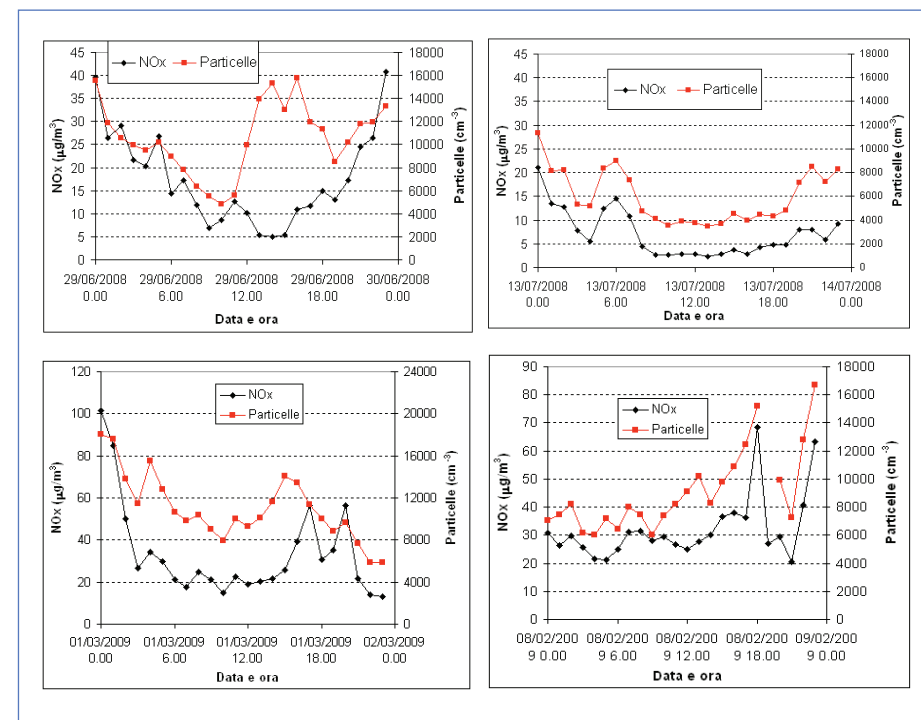 NOx Particelle
45 18000
40 16000
35 14000
30 12000
25 10000
20 8000
15 6000
10 4000
5 2000
0 0
NOx (µg/m³)
Particelle (cm⁻³)
29/06/2008 29/06/2008 29/06/2008 29/06/2008 30/06/2008
0.00 6.00 12.00 18.00 0.00
Data e ora
NOx Particelle
45 18000
40 16000
35 14000
30 12000
25 10000
20 8000
15 6000
10 4000
5 2000
0 0
NOx (µg/m³)
Particelle (cm⁻³)
13/07/2008 13/07/2008 13/07/2008 13/07/2008 14/07/2008
0.00 6.00 12.00 18.00 0.00
Data e ora
NOx
Particelle
120 24000
100 20000
80 16000
60 12000
40 8000
20 4000
0 0
NOx (µg/m³)
Particelle (cm⁻³)
01/03/2009 01/03/2009 01/03/2009 01/03/2009 02/03/2009
0.00 6.00 12.00 18.00 0.00
Data e ora
NOx
Particelle
90 18000
80 16000
70 14000
60 12000
50 10000
40 8000
30 6000
20 4000
10 2000
0 0
NOx (µg/m³)
Particelle (cm⁻³)
08/02/200 08/02/200 08/02/200 08/02/200 09/02/200
9 0.00 9 6.00 9 12.00 9 18.00 9 0.00
Data e ora